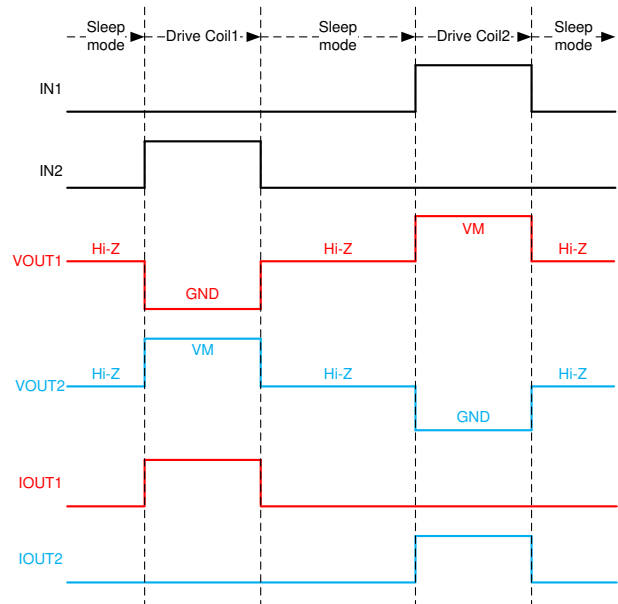 Sleep
mode
Drive Coil1
Sleep
mode
Drive Coil2
Sleep
mode
IN1
IN2
VOUT1
Hi-Z
GND
Hi-Z
VM
Hi-Z
VOUT2
Hi-Z
VM
Hi-Z
GND
Hi-Z
IOUT1
IOUT2